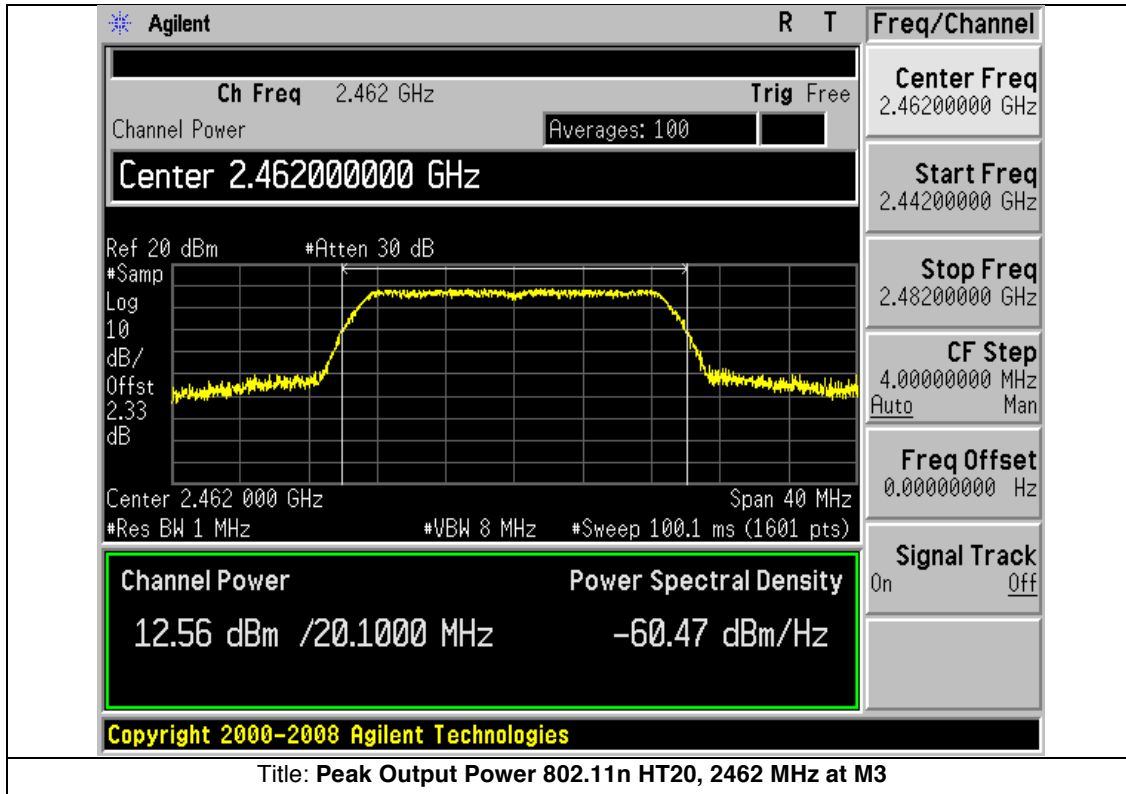 Agilent
R T
Freq/Channel
Ch Freq 2.462 GHz
Trig Free
Channel Power
Averages: 100
Center 2.462000000 GHz
Ref 20 dBm
#Atten 30 dB
#Samp
Log
10
dB/
Offst
2.33
dB
Center 2.462 000 GHz
Span 40 MHz
#Res BW 1 MHz
#VBW 8 MHz
#Sweep 100.1 ms (1601 pts)
Channel Power
Power Spectral Density
12.56 dBm /20.1000 MHz
-60.47 dBm/Hz
Center Freq
2.46200000 GHz
Start Freq
2.44200000 GHz
Stop Freq
2.48200000 GHz
CF Step
4.00000000 MHz
Auto Man
Freq Offset
0.00000000 Hz
Signal Track
On Off
Copyright 2000-2008 Agilent Technologies
Title: Peak Output Power 802.11n HT20, 2462 MHz at M3